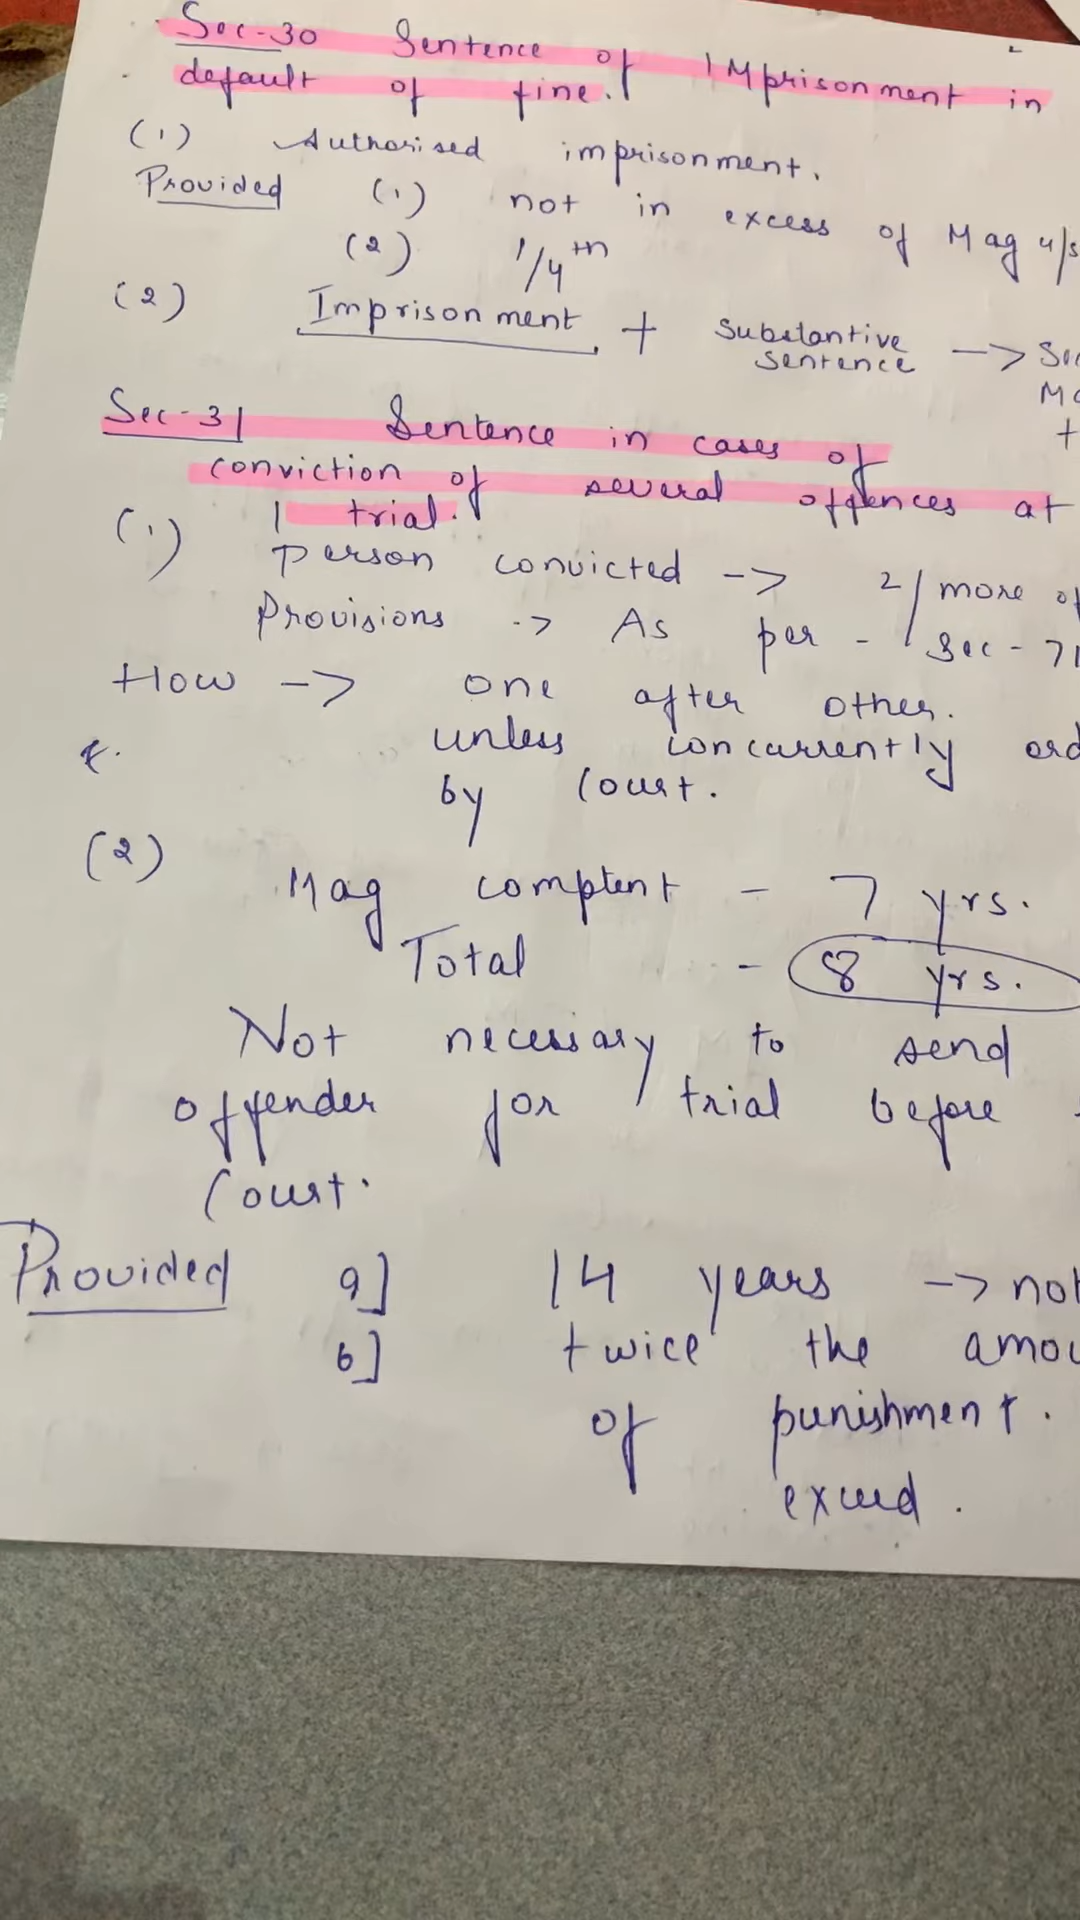 Sec-30 Sentence of Imprisonment in
default of fine.
(1) Authorised imprisonment.
Provided (1) not in excess of Mag u/s
(2) 1/4th
(2) Imprisonment + substantive
sentence ->
+
Sec-31 Sentence in cases of
conviction of several offences at
1 trial.
(1) Person convicted -> 2/more of
Provisions -> As per - Sec-71
How -> one after other.
unless concurrently
by Court.
(2)
Mag comptent - 7 yrs.
Total - 8 yrs.
Not necessary to send
offender for trial before
Court.
Provided a] 14 years -> not
b] twice the
of punishment.
exceed.